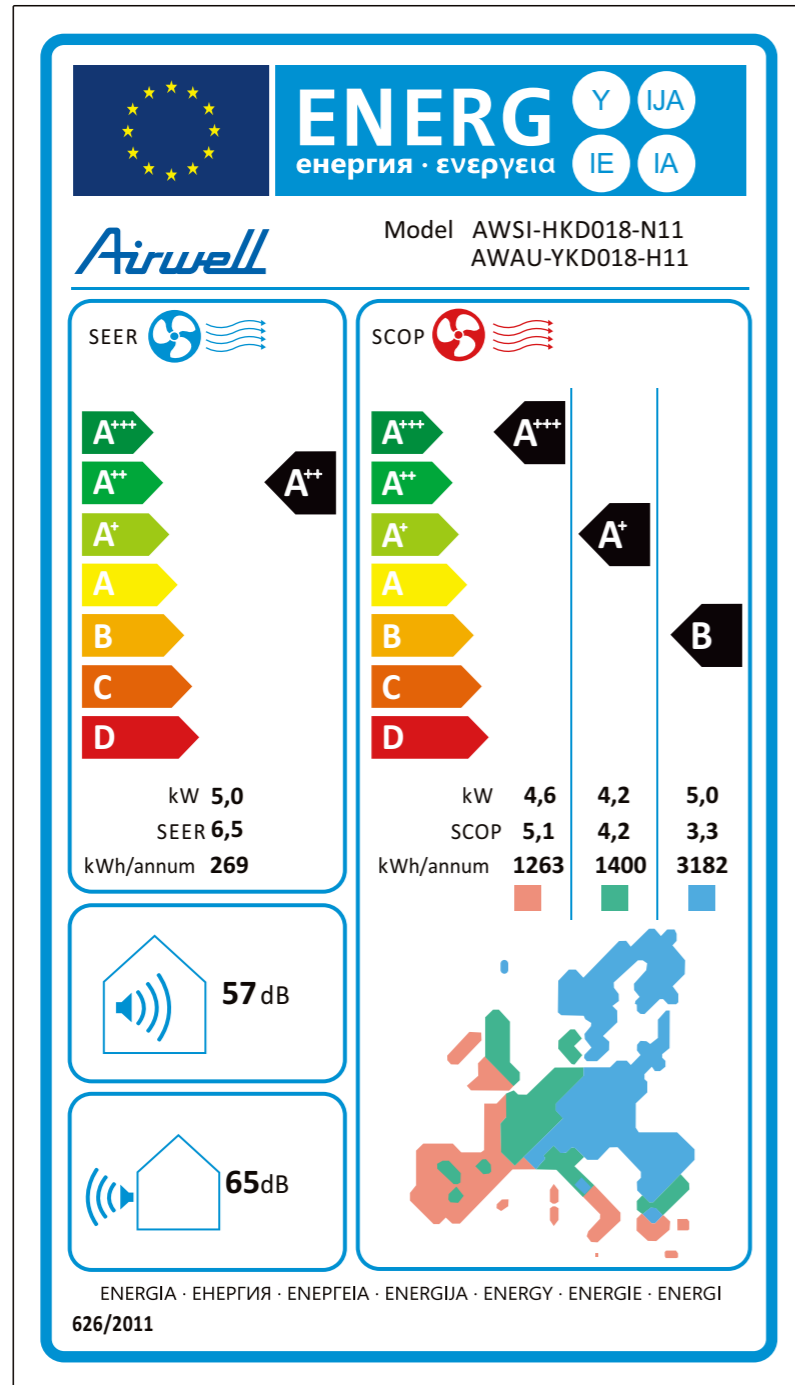 ENERG
енергия · ενεργεια
Y
IJA
IE
IA
Airwell
Model AWSI-HKD018-N11
AWAU-YKD018-H11
SEER
A+++
A++
A+
A
B
C
D
A++
kW 5,0
SEER 6,5
kWh/annum 269
SCOP
A+++
A++
A+
A
B
C
D
A+++
A+
B
kW 4,6 4,2 5,0
SCOP 5,1 4,2 3,3
kWh/annum 1263 1400 3182
57 dB
65dB
ENERGIA · ЕНЕРГИЯ · ΕΝΕΡΓΕΙΑ · ENERGIJA · ENERGY · ENERGIE · ENERGI
626/2011